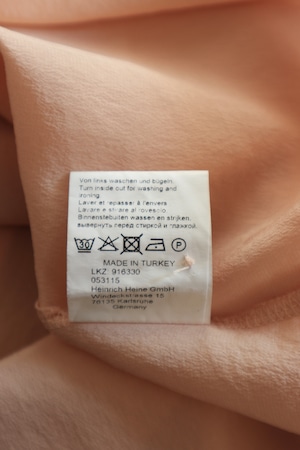 Von links waschen und bügeln.
Turn inside out for washing and
ironing.
Laver et repasser à l'envers
Lavare e stirare al rovescio
Binnenstebuiten wassen en strijken.
вывернуть перед стиркой и глажкой.
P
MADE IN TURKEY
LKZ: 916330
053115
Heinrich Heine GmbH
Windeckstrasse 15
76135 Karlsruhe
Germany